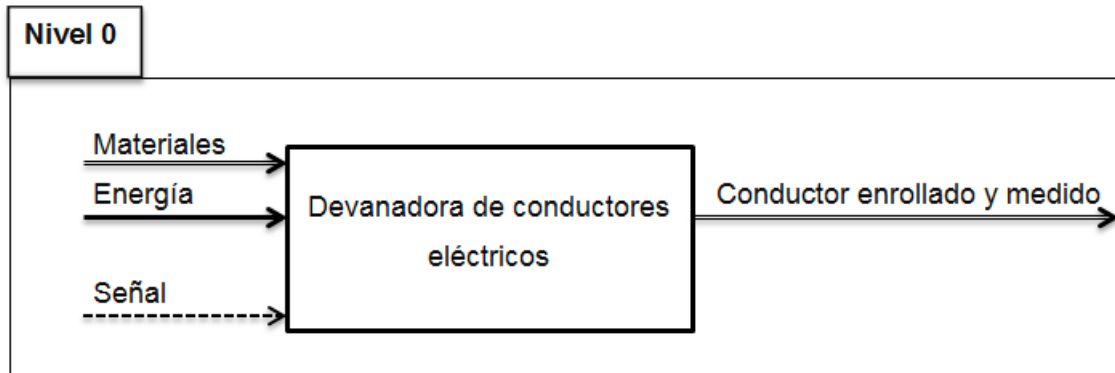 Nivel 0
Materiales
Energía
Señal
Devanadora de conductores
eléctricos
Conductor enrollado y medido